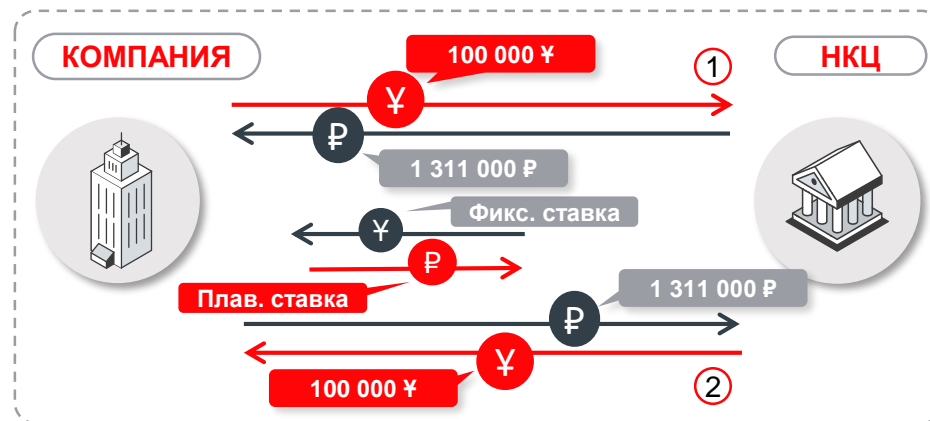 КОМПАНИЯ
НКЦ
100 000 ¥
1
¥
₽
1 311 000 ₽
Фикс. ставка
¥
₽
Плав. ставка
1 311 000 ₽
₽
¥
100 000 ¥
2